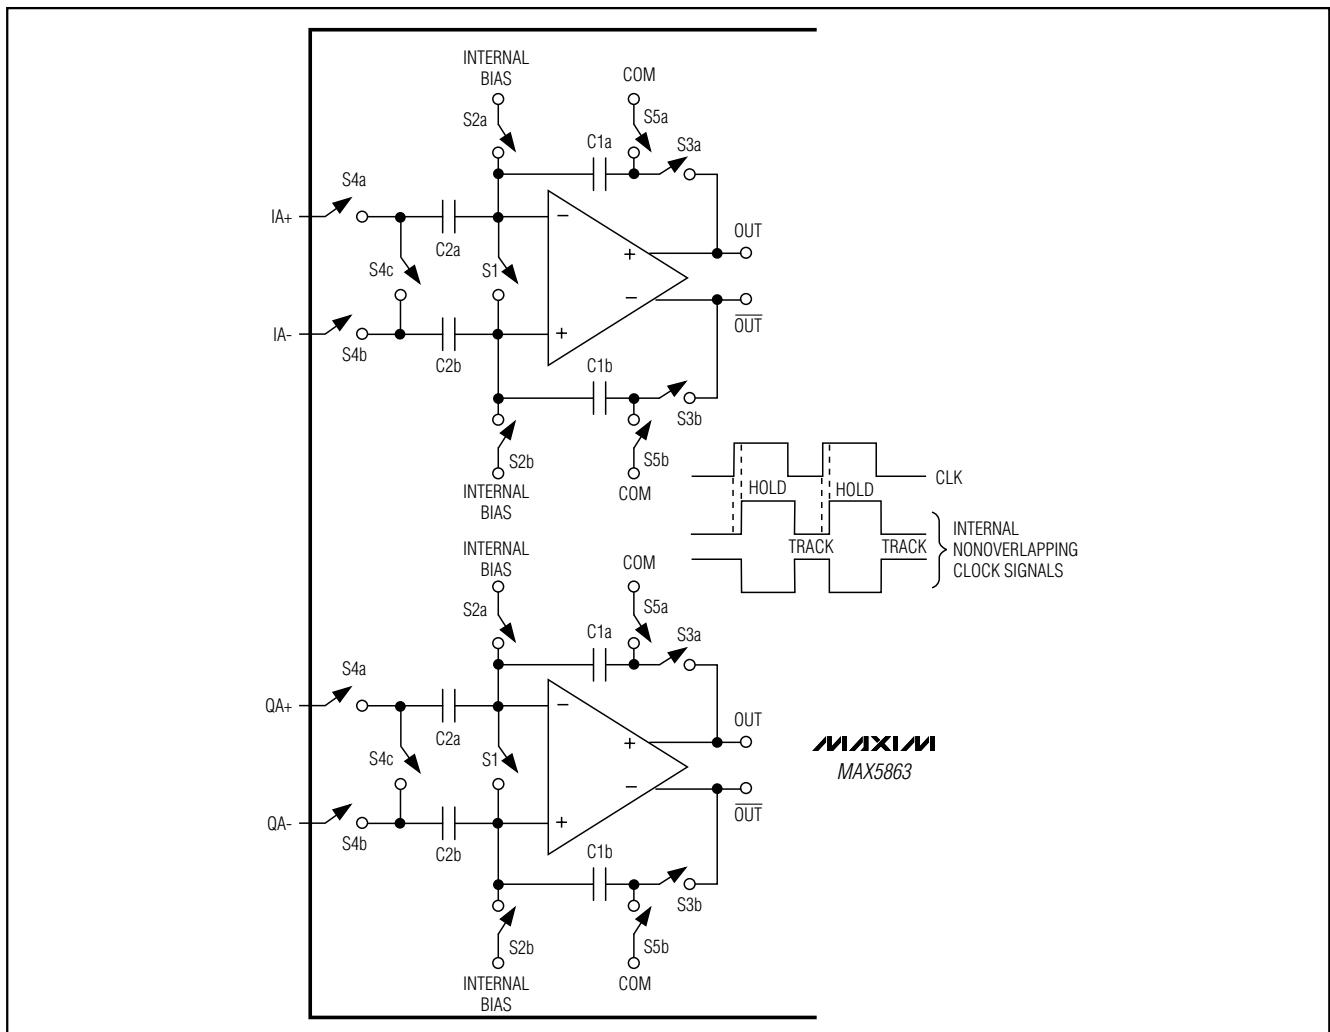 INTERNAL
BIAS
COM
S2a
S5a
C1a
S3a
S4a
IA+
−
OUT
C2a
+
S4c
S1
−
OUT
IA-
+
S4b
C2b
C1b
S3b
S2b
S5b
INTERNAL
BIAS
COM
CLK
HOLD
HOLD
TRACK
TRACK
INTERNAL
NONOVERLAPPING
CLOCK SIGNALS
INTERNAL
BIAS
COM
S2a
S5a
C1a
S3a
S4a
QA+
−
OUT
C2a
+
S4c
S1
−
OUT
QA-
+
S4b
C2b
C1b
S3b
S2b
S5b
INTERNAL
BIAS
COM
MAXIM
MAX5863